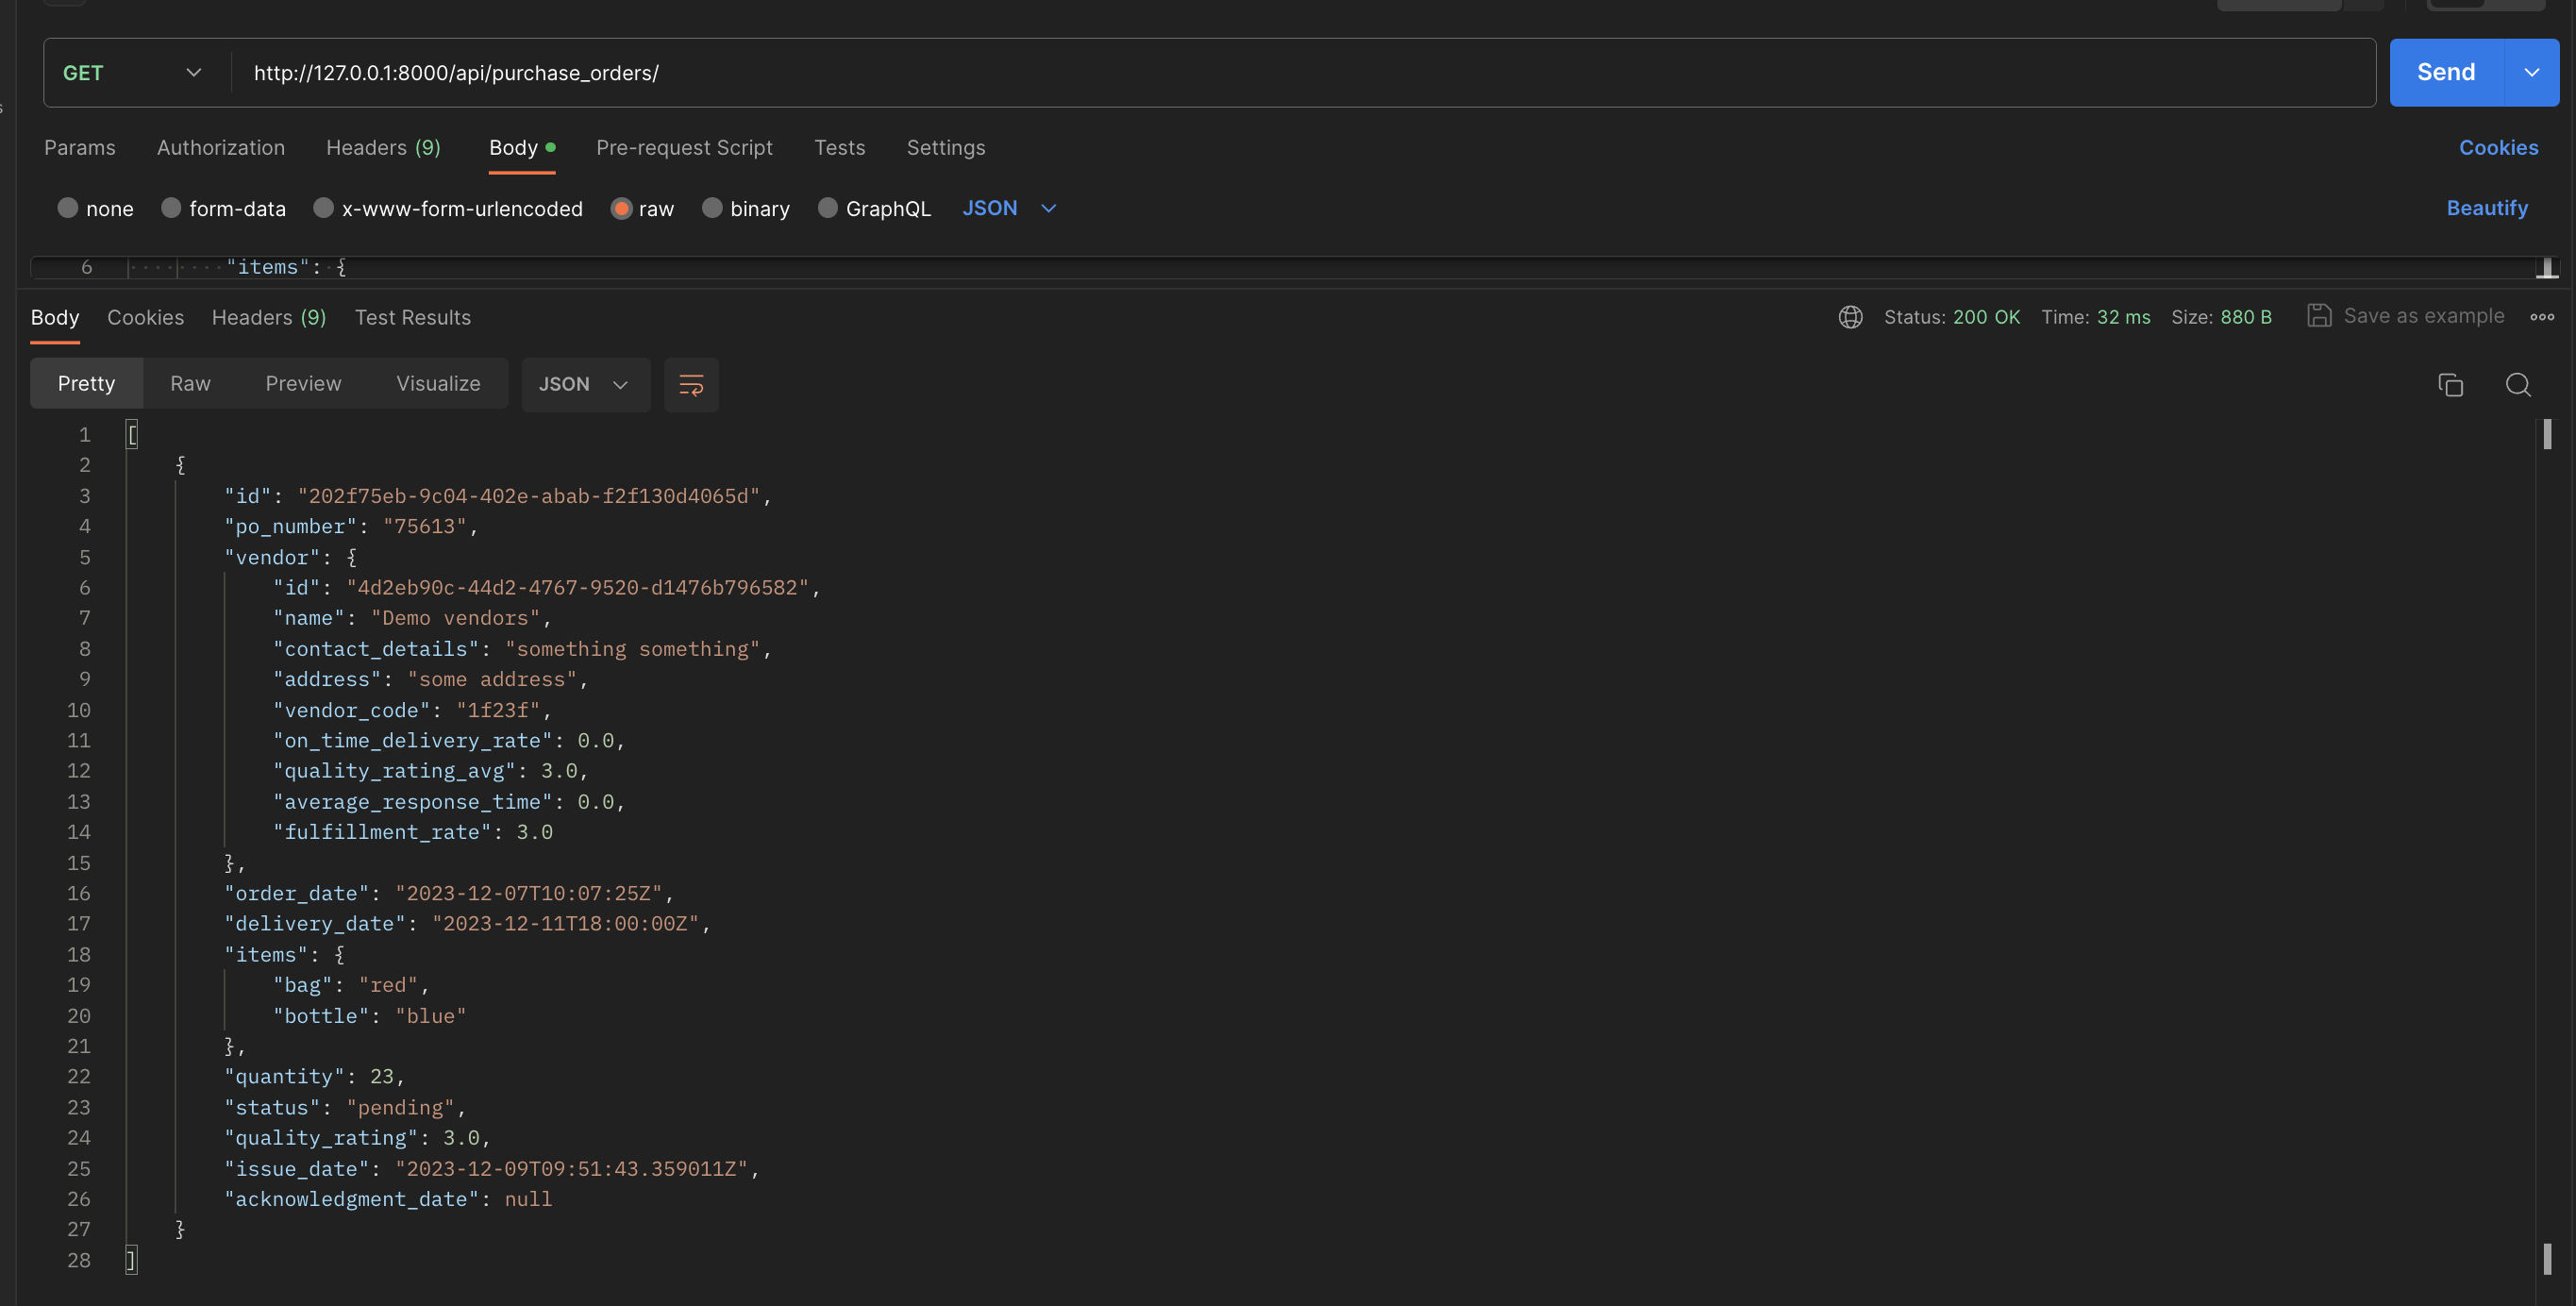 GET http://127.0.0.1:8000/api/purchase_orders/ Send
Params Authorization Headers (9) Body Pre-request Script Tests Settings Cookies
none form-data x-www-form-urlencoded raw binary GraphQL JSON Beautify
6 "items": {
Body Cookies Headers (9) Test Results Status: 200 OK Time: 32 ms Size: 880 B Save as example
Pretty Raw Preview Visualize JSON
1 [
2 {
3 "id": "202f75eb-9c04-402e-abab-f2f130d4065d",
4 "po_number": "75613",
5 "vendor": {
6 "id": "4d2eb90c-44d2-4767-9520-d1476b796582",
7 "name": "Demo vendors",
8 "contact_details": "something something",
9 "address": "some address",
10 "vendor_code": "1f23f",
11 "on_time_delivery_rate": 0.0,
12 "quality_rating_avg": 3.0,
13 "average_response_time": 0.0,
14 "fulfillment_rate": 3.0
15 },
16 "order_date": "2023-12-07T10:07:25Z",
17 "delivery_date": "2023-12-11T18:00:00Z",
18 "items": {
19 "bag": "red",
20 "bottle": "blue"
21 },
22 "quantity": 23,
23 "status": "pending",
24 "quality_rating": 3.0,
25 "issue_date": "2023-12-09T09:51:43.359011Z",
26 "acknowledgment_date": null
27 }
28 ]